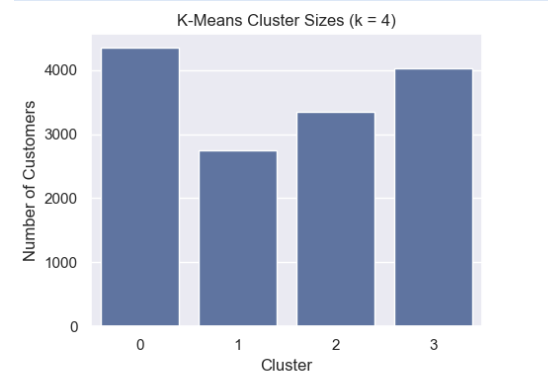 K-Means Cluster Sizes (k = 4)
Number of Customers
4000
3000
2000
1000
0
0 1 2 3
Cluster